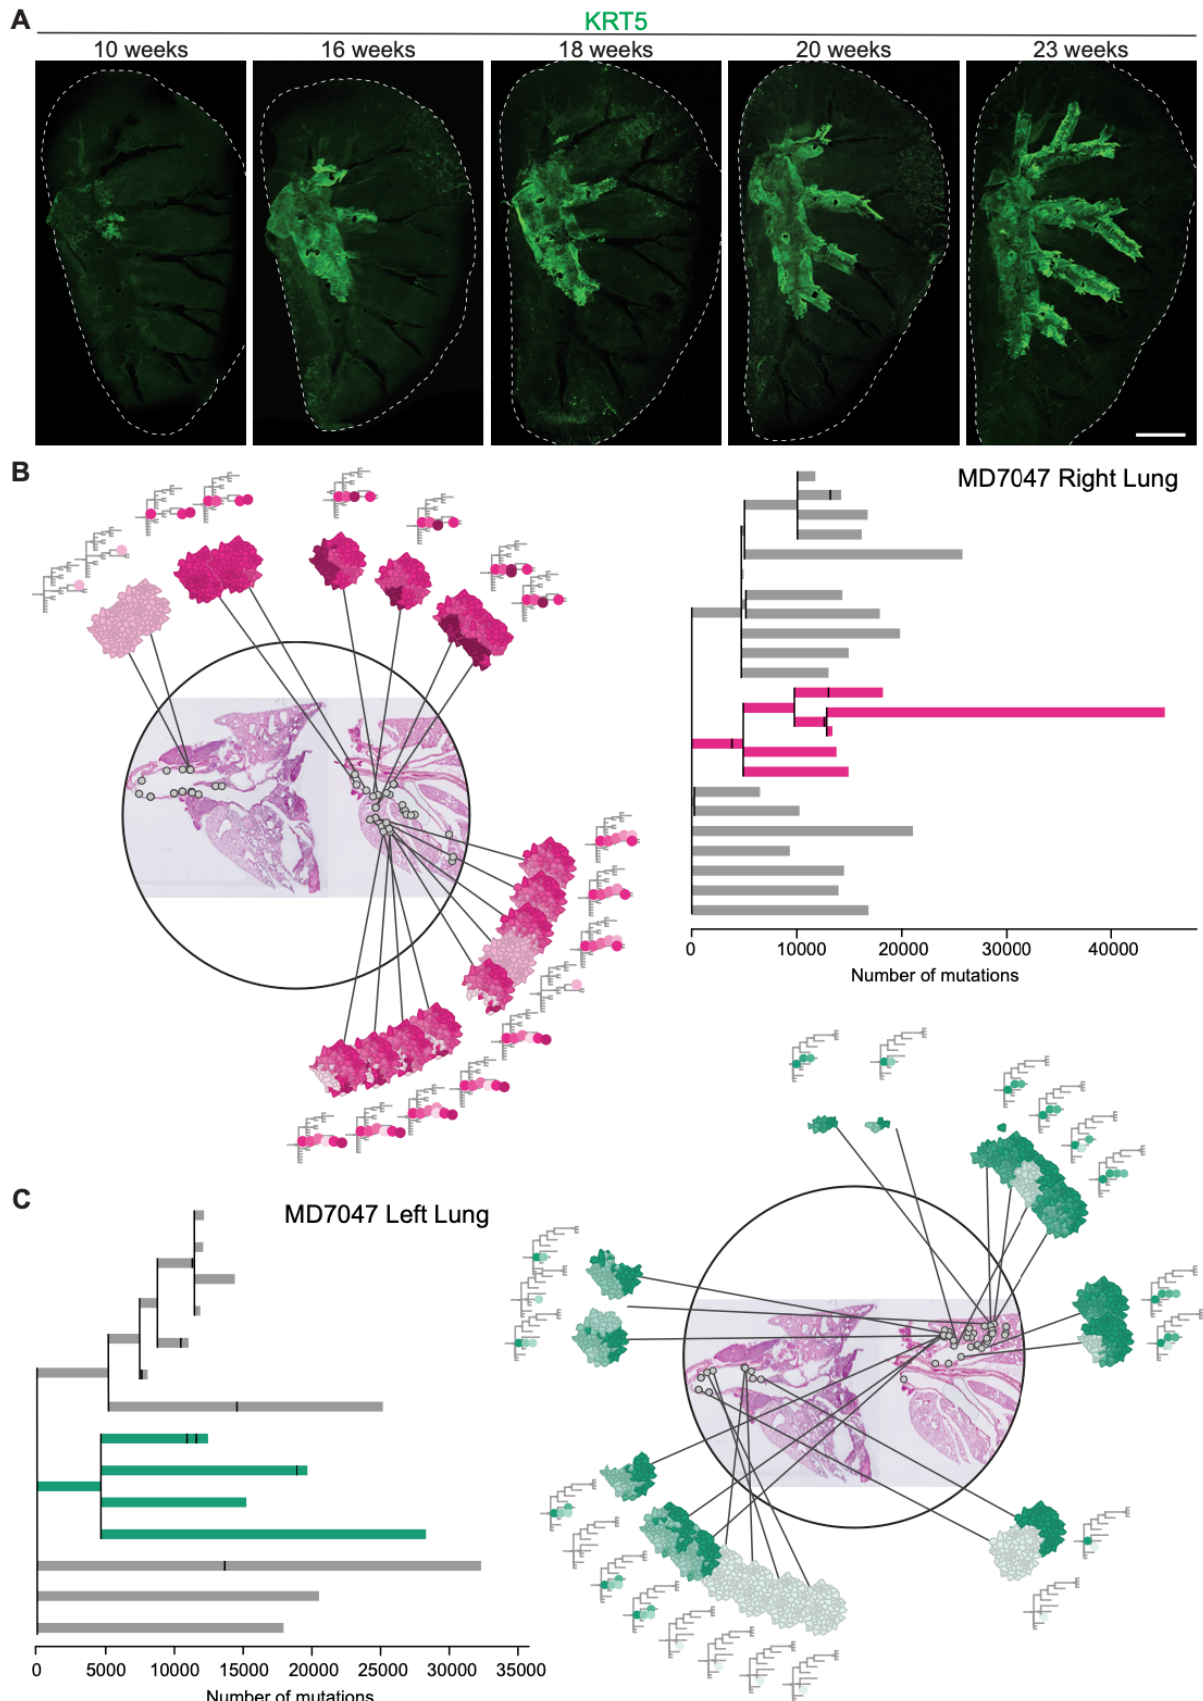 A
KRT5
10 weeks
16 weeks
18 weeks
20 weeks
23 weeks
B
MD7047 Right Lung
0
10000
20000
30000
40000
Number of mutations
C
MD7047 Left Lung
0
5000
10000
15000
20000
25000
30000
35000
Number of mutations